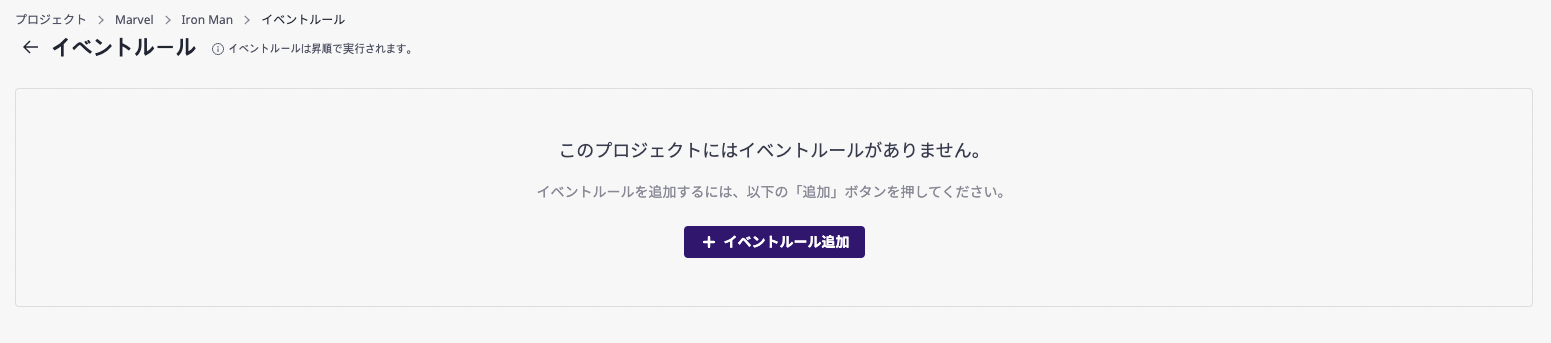 プロジェクト > Marvel > Iron Man > イベントルール
← イベントルール ⓘ イベントルールは昇順で実行されます。
このプロジェクトにはイベントルールがありません。
イベントルールを追加するには、以下の「追加」ボタンを押してください。
+ イベントルール追加